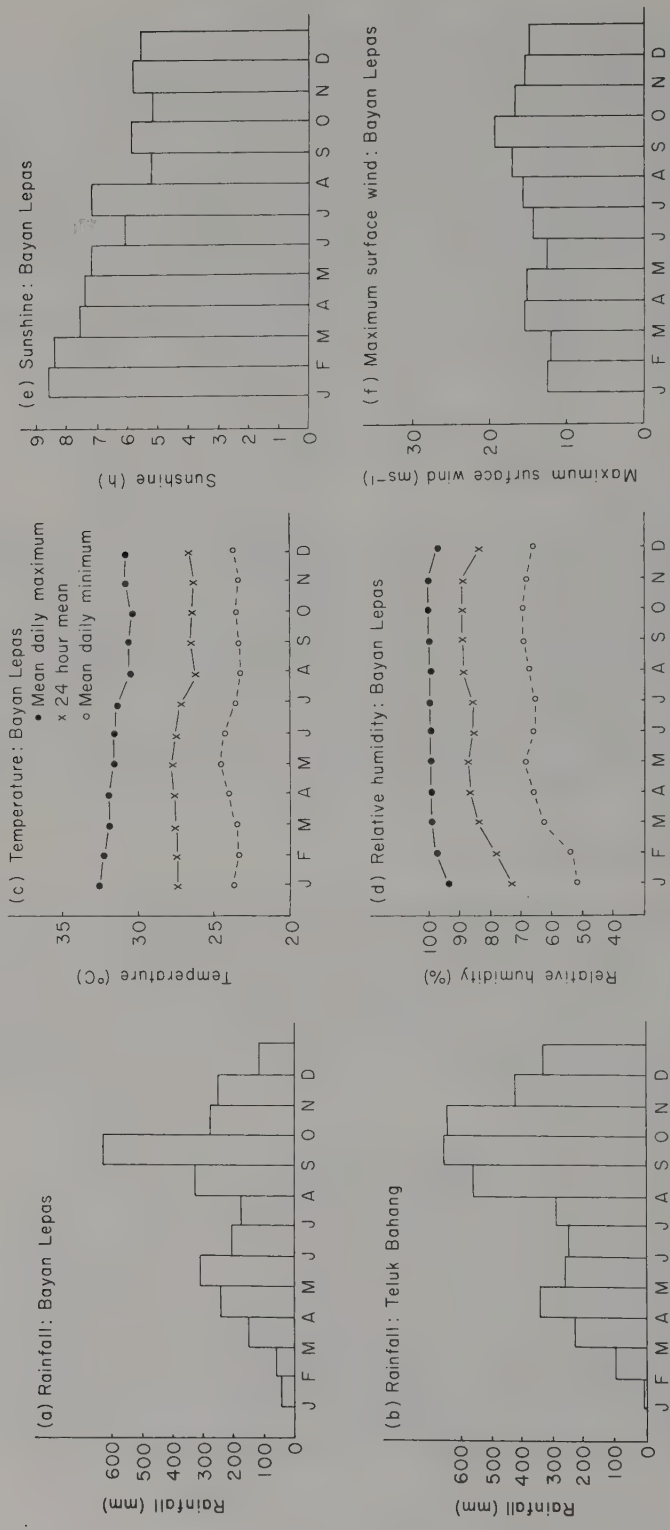 (a) Rainfall: Bayan Lepas
Rainfall (mm)
600
500
400
300
200
100
0
J F M A M J J A S O N D
(b) Rainfall: Teluk Bahang
Rainfall (mm)
600
500
400
300
200
100
0
J F M A M J J A S O N D
(c) Temperature: Bayan Lepas
Mean daily maximum
x 24 hour mean
Mean daily minimum
Temperature (°C)
35
30
25
20
J F M A M J J A S O N D
(d) Relative humidity: Bayan Lepas
Relative humidity (%)
100
90
80
70
60
50
40
J F M A M J J A S O N D
(e) Sunshine: Bayan Lepas
Sunshine (h)
9
8
7
6
5
4
3
2
1
0
J F M A M J J A S O N D
(f) Maximum surface wind: Bayan Lepas
Maximum surface wind (ms⁻¹)
30
20
10
0
J F M A M J J A S O N D